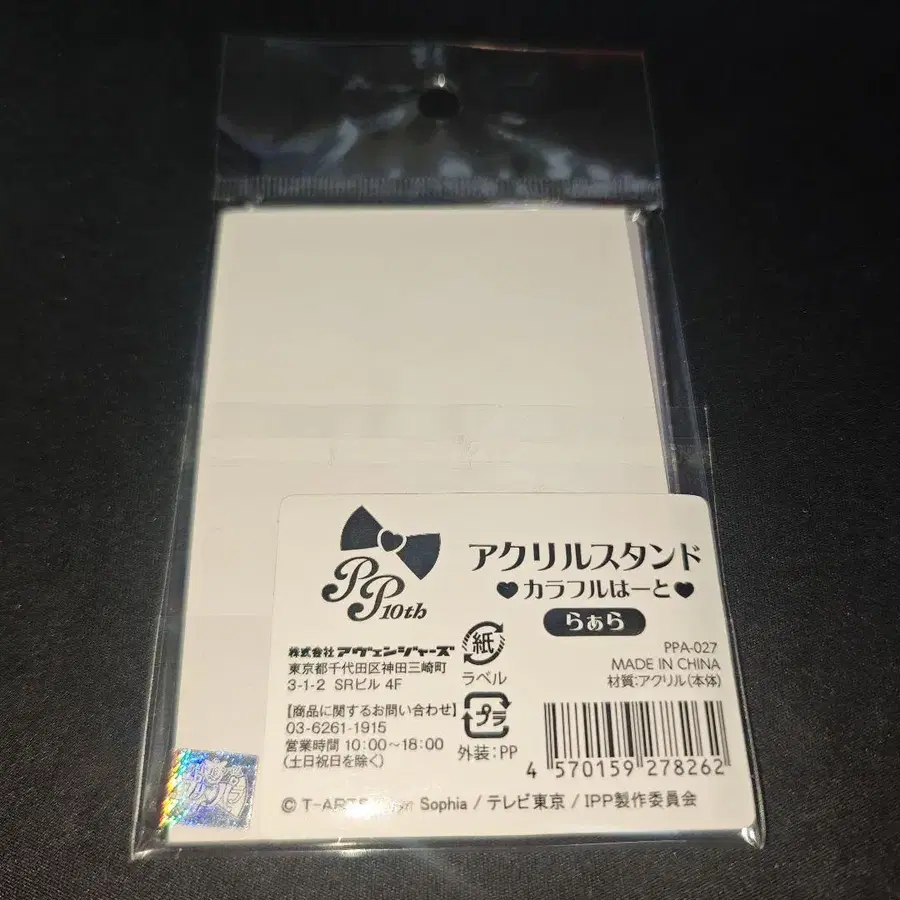 PP10th
アクリルスタンド
♥カラフルはーと♥
らぁら
株式会社アヴェンジャーズ
東京都千代田区神田三崎町
3-1-2 SRビル 4F
【商品に関するお問い合わせ】
03-6261-1915
営業時間 10:00〜18:00
(土日祝日を除く)
紙
ラベル
プラ
外装:PP
PPA-027
MADE IN CHINA
材質:アクリル(本体)
4 570159 278262
© T-ARTS Sophia / テレビ東京 / IPP製作委員会